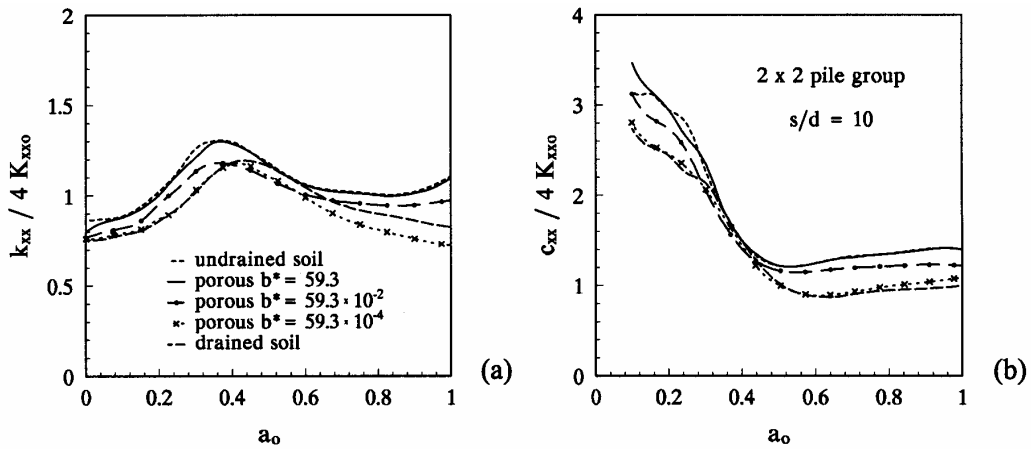 2
1.5
1
0.5
0
k_xx / 4 K_xxo
undrained soil
porous b* = 59.3
porous b* = 59.3 · 10^-2
porous b* = 59.3 · 10^-4
drained soil
0 0.2 0.4 0.6 0.8 1
a_o
(a)
4
3
2
1
0
c_xx / 4 K_xxo
2 x 2 pile group
s/d = 10
0 0.2 0.4 0.6 0.8 1
a_o
(b)